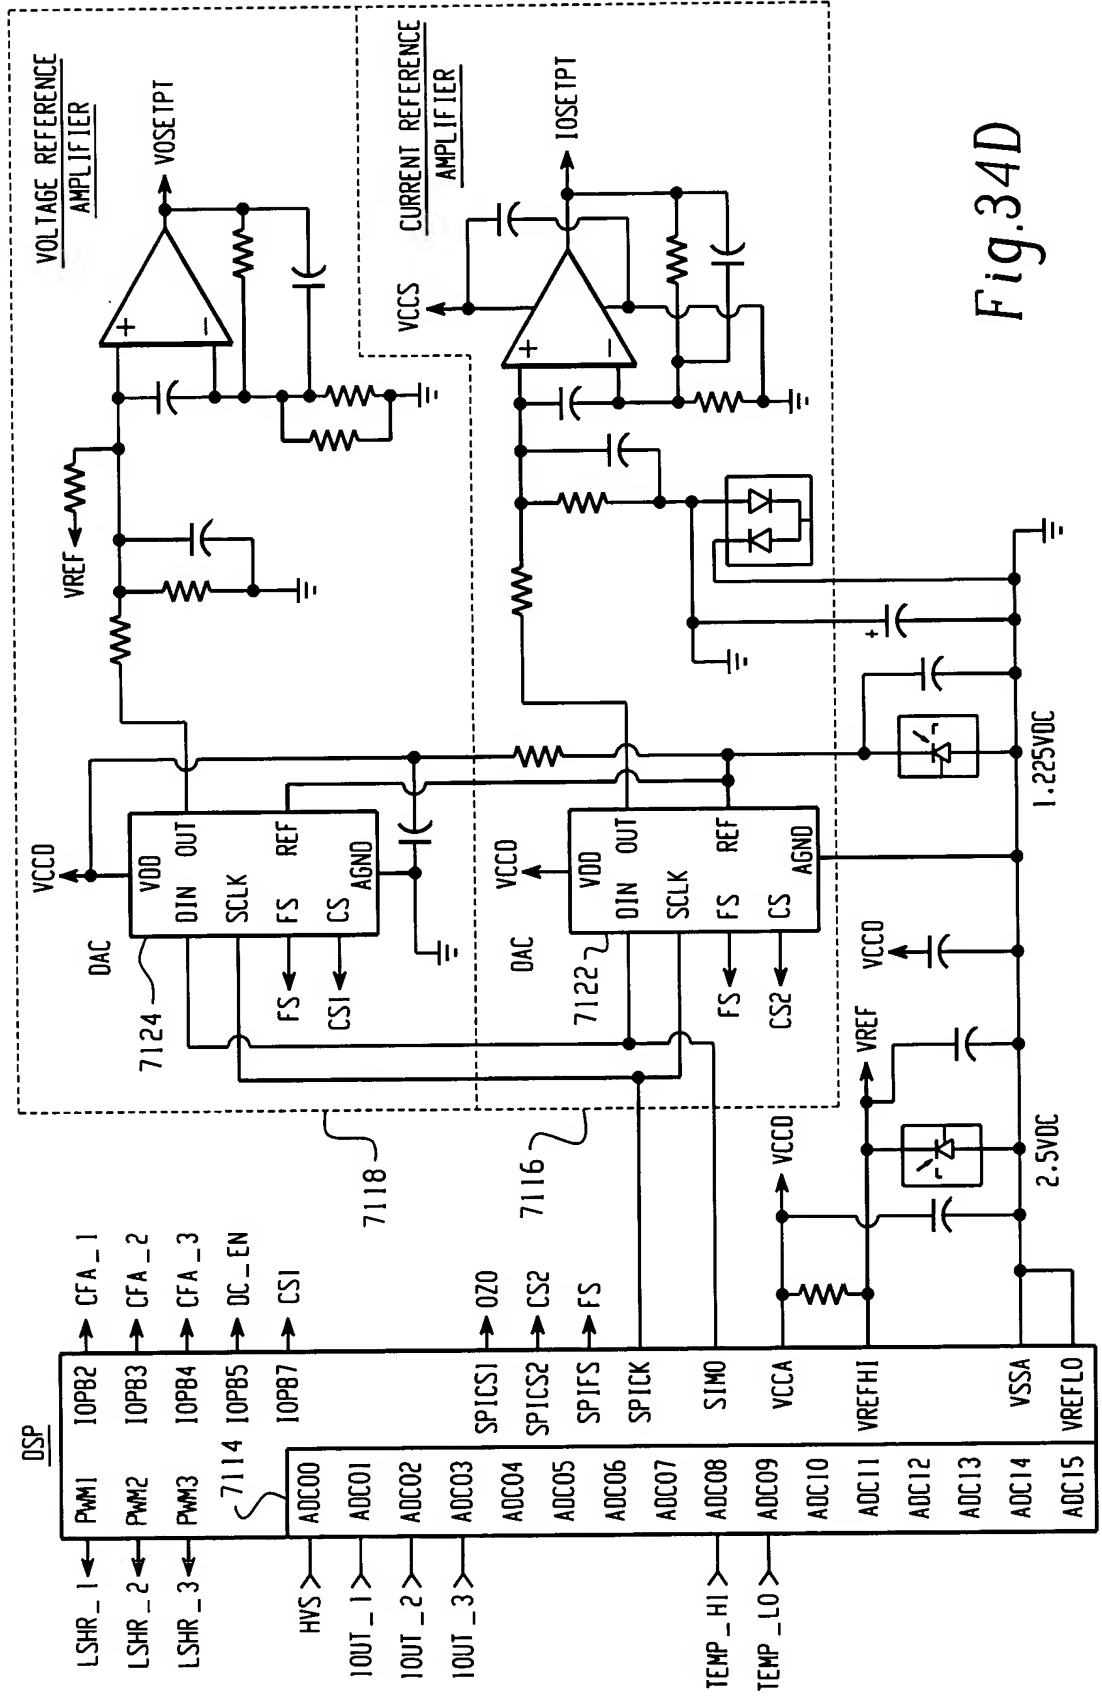 DSP
LSHR_1
LSHR_2
LSHR_3
PWM1
PWM2
PWM3
7114
IOPB2
IOPB3
IOPB4
IOPB5
IOPB7
CFA_1
CFA_2
CFA_3
DC_EN
CS1
HVS
IOUT_1
IOUT_2
IOUT_3
TEMP_HI
TEMP_LO
ADC00
ADC01
ADC02
ADC03
ADC04
ADC05
ADC06
ADC07
ADC08
ADC09
ADC10
ADC11
ADC12
ADC13
ADC14
ADC15
SPICS1
SPICS2
SPIFS
SPICK
SIMO
VCCA
VREFHI
VSSA
VREFLO
OZO
CS2
FS
7118
7116
VCCD
VREF
2.5VDC
VCCD
1.225VDC
7124
DAC
VCCD
VDD
DIN
OUT
SCLK
FS
REF
CS
AGND
FS
CS1
7122
DAC
VCCD
VDD
DIN
OUT
SCLK
FS
REF
CS
AGND
FS
CS2
VREF
VOLTAGE REFERENCE
AMPLIFIER
+
−
VOSETPT
CURRENT REFERENCE
AMPLIFIER
VCCS
+
−
IOSETPT
+
Fig.34D